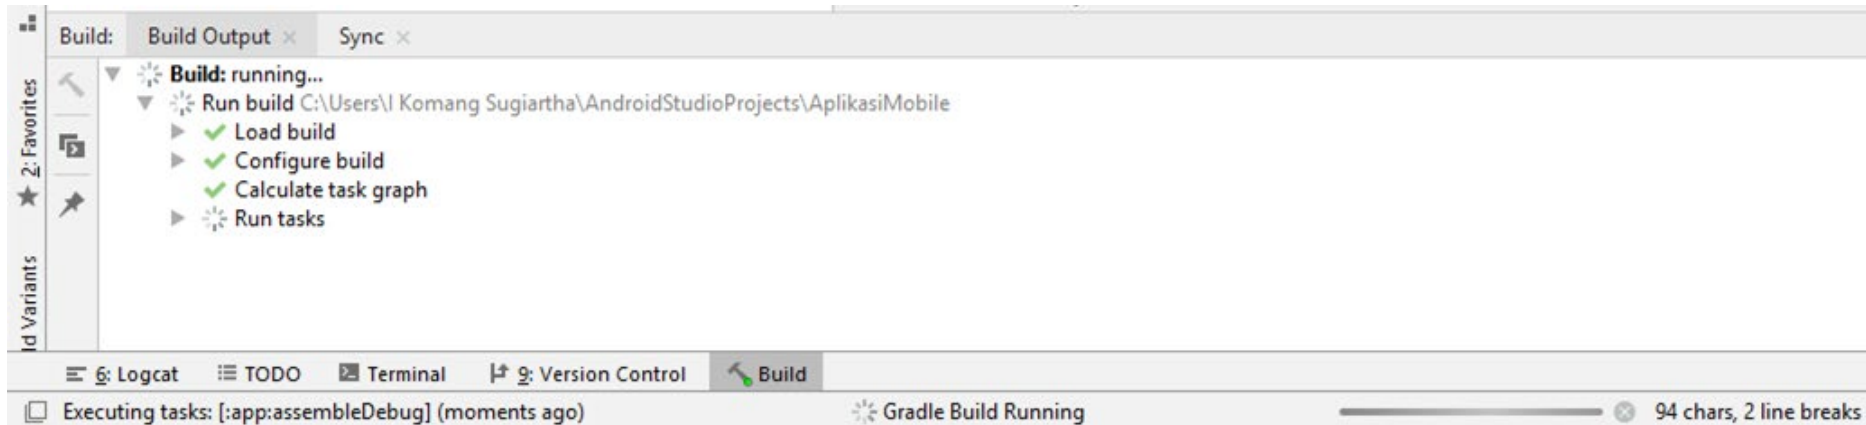 Build: Build Output Sync
Build: running...
Run build C:\Users\I Komang Sugiartha\AndroidStudioProjects\AplikasiMobile
Load build
Configure build
Calculate task graph
Run tasks
2: Favorites
ld Variants
6: Logcat TODO Terminal 9: Version Control Build
Executing tasks: [:app:assembleDebug] (moments ago) Gradle Build Running 94 chars, 2 line breaks